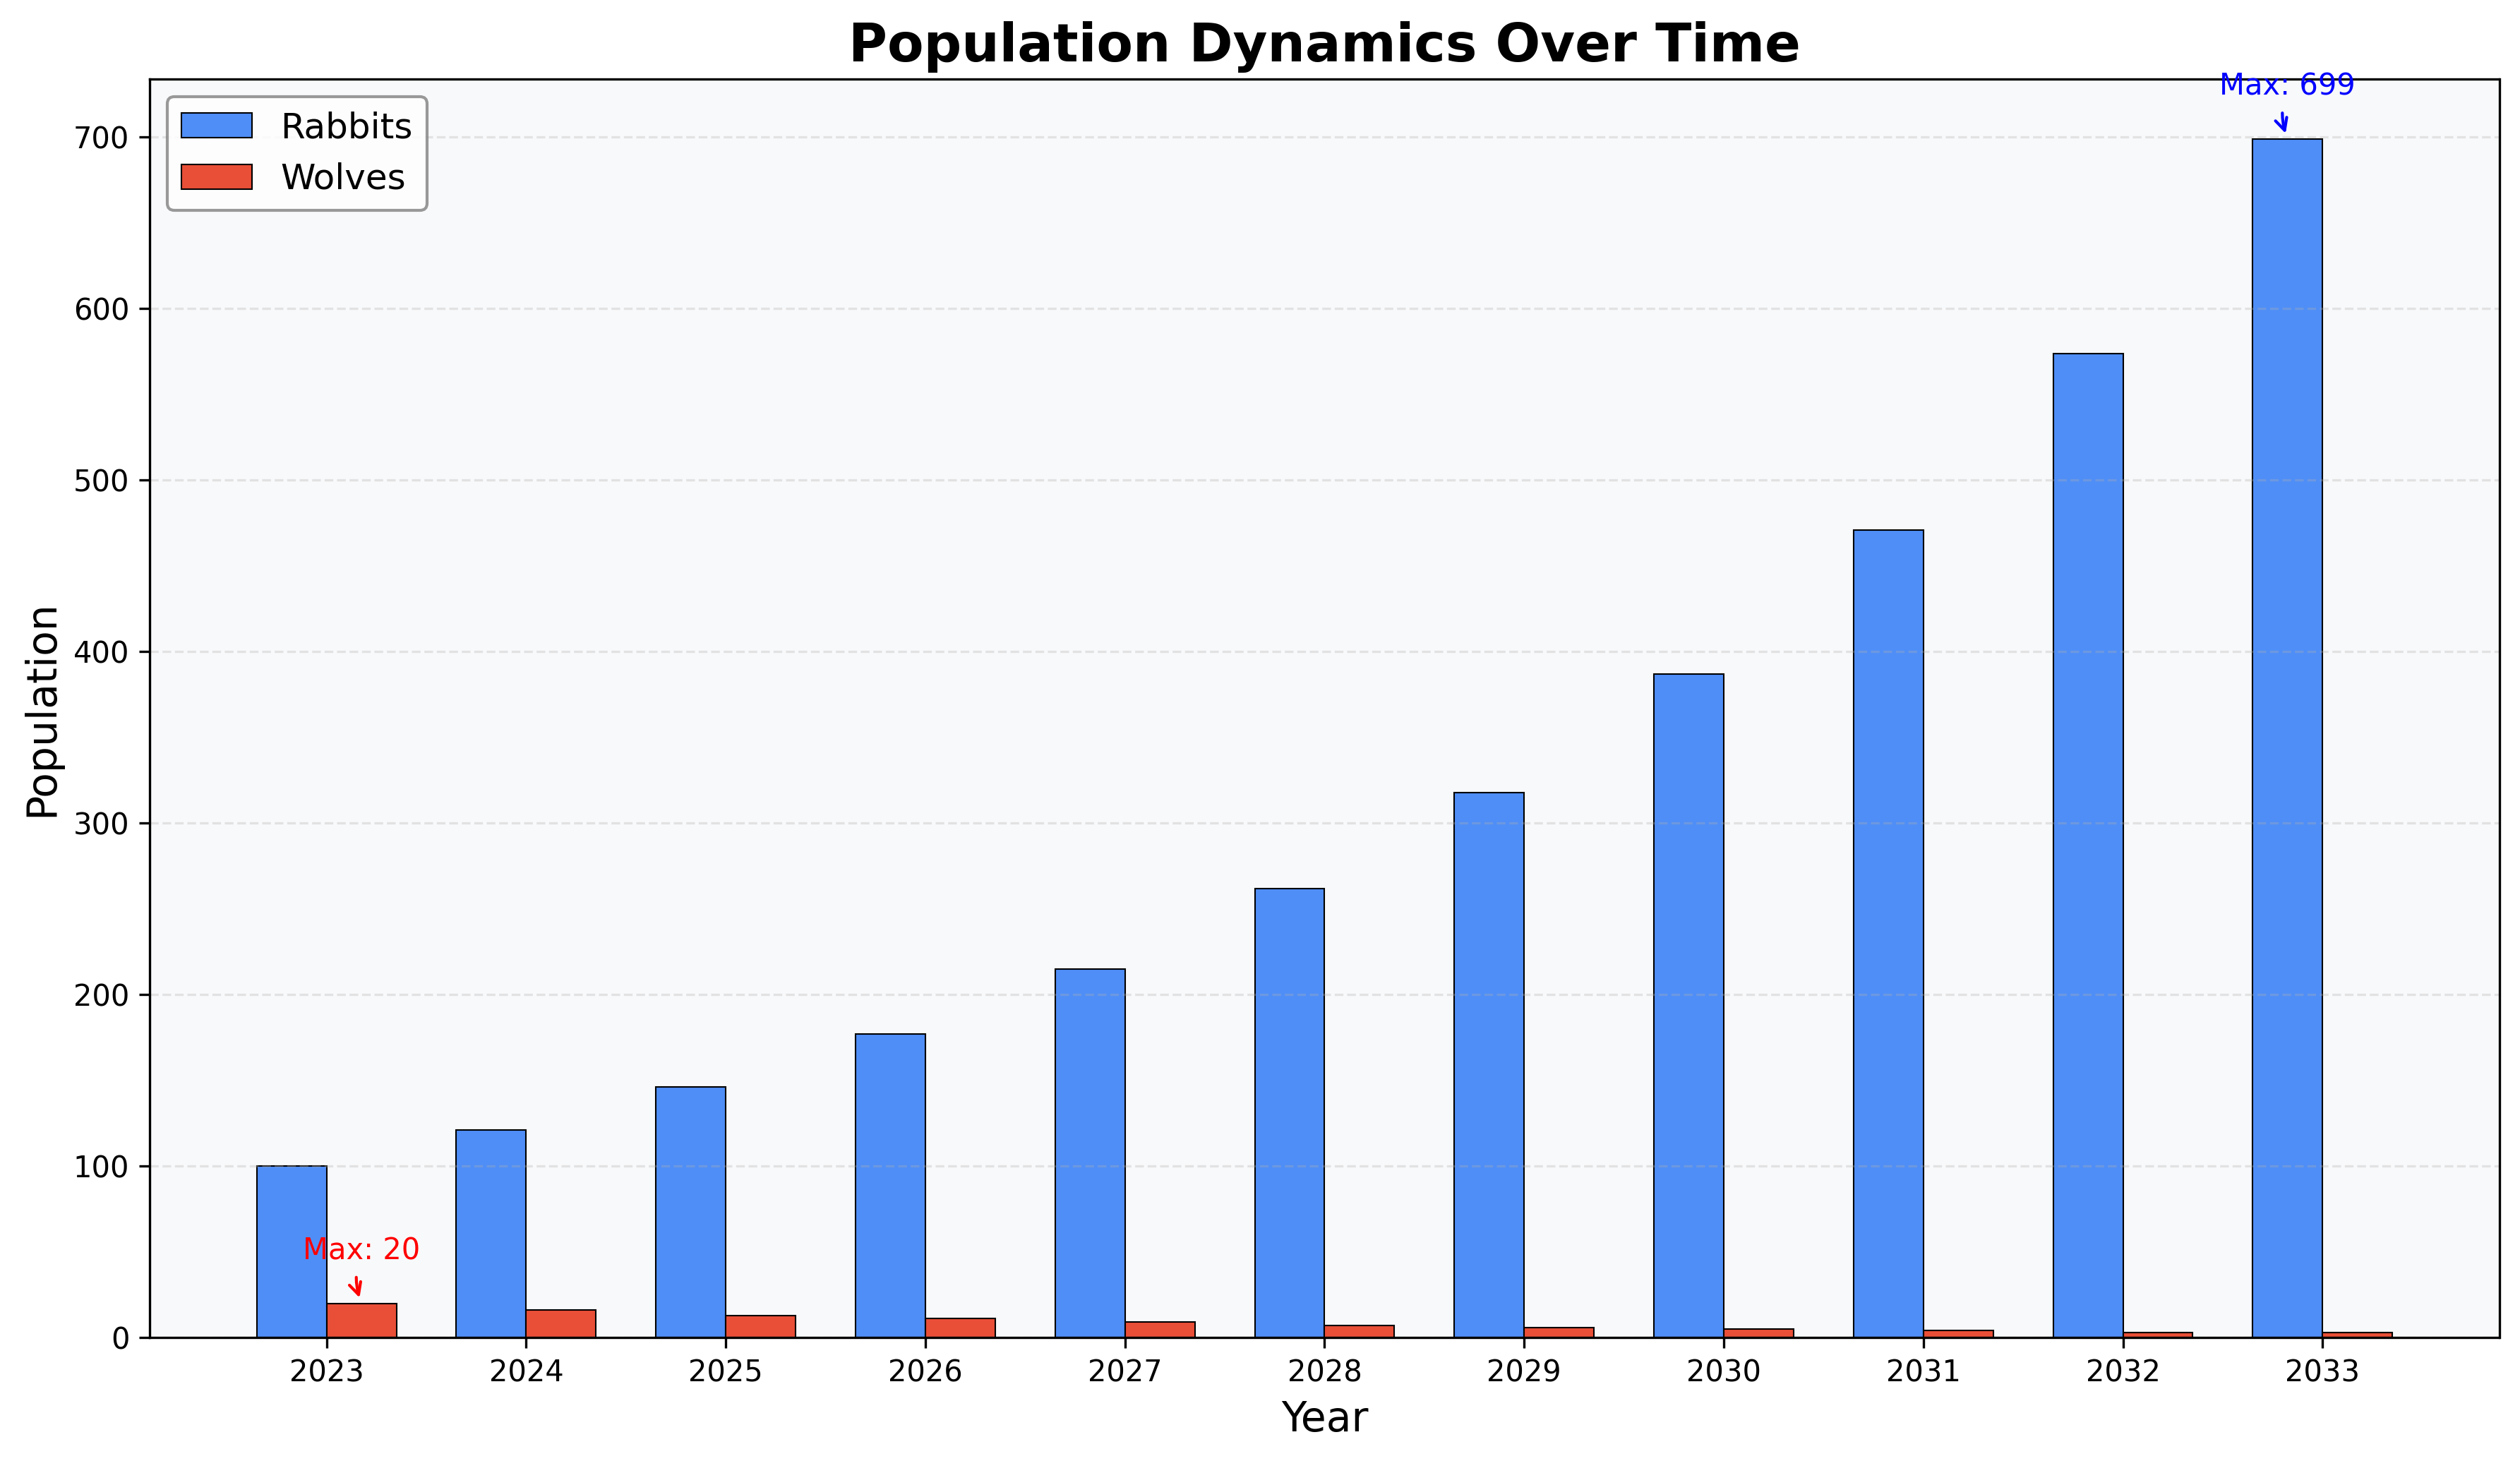 Population Dynamics Over Time
Max: 699
Rabbits
Wolves
700
600
500
400
300
200
100
0
Population
Max: 20
2023 2024 2025 2026 2027 2028 2029 2030 2031 2032 2033
Year